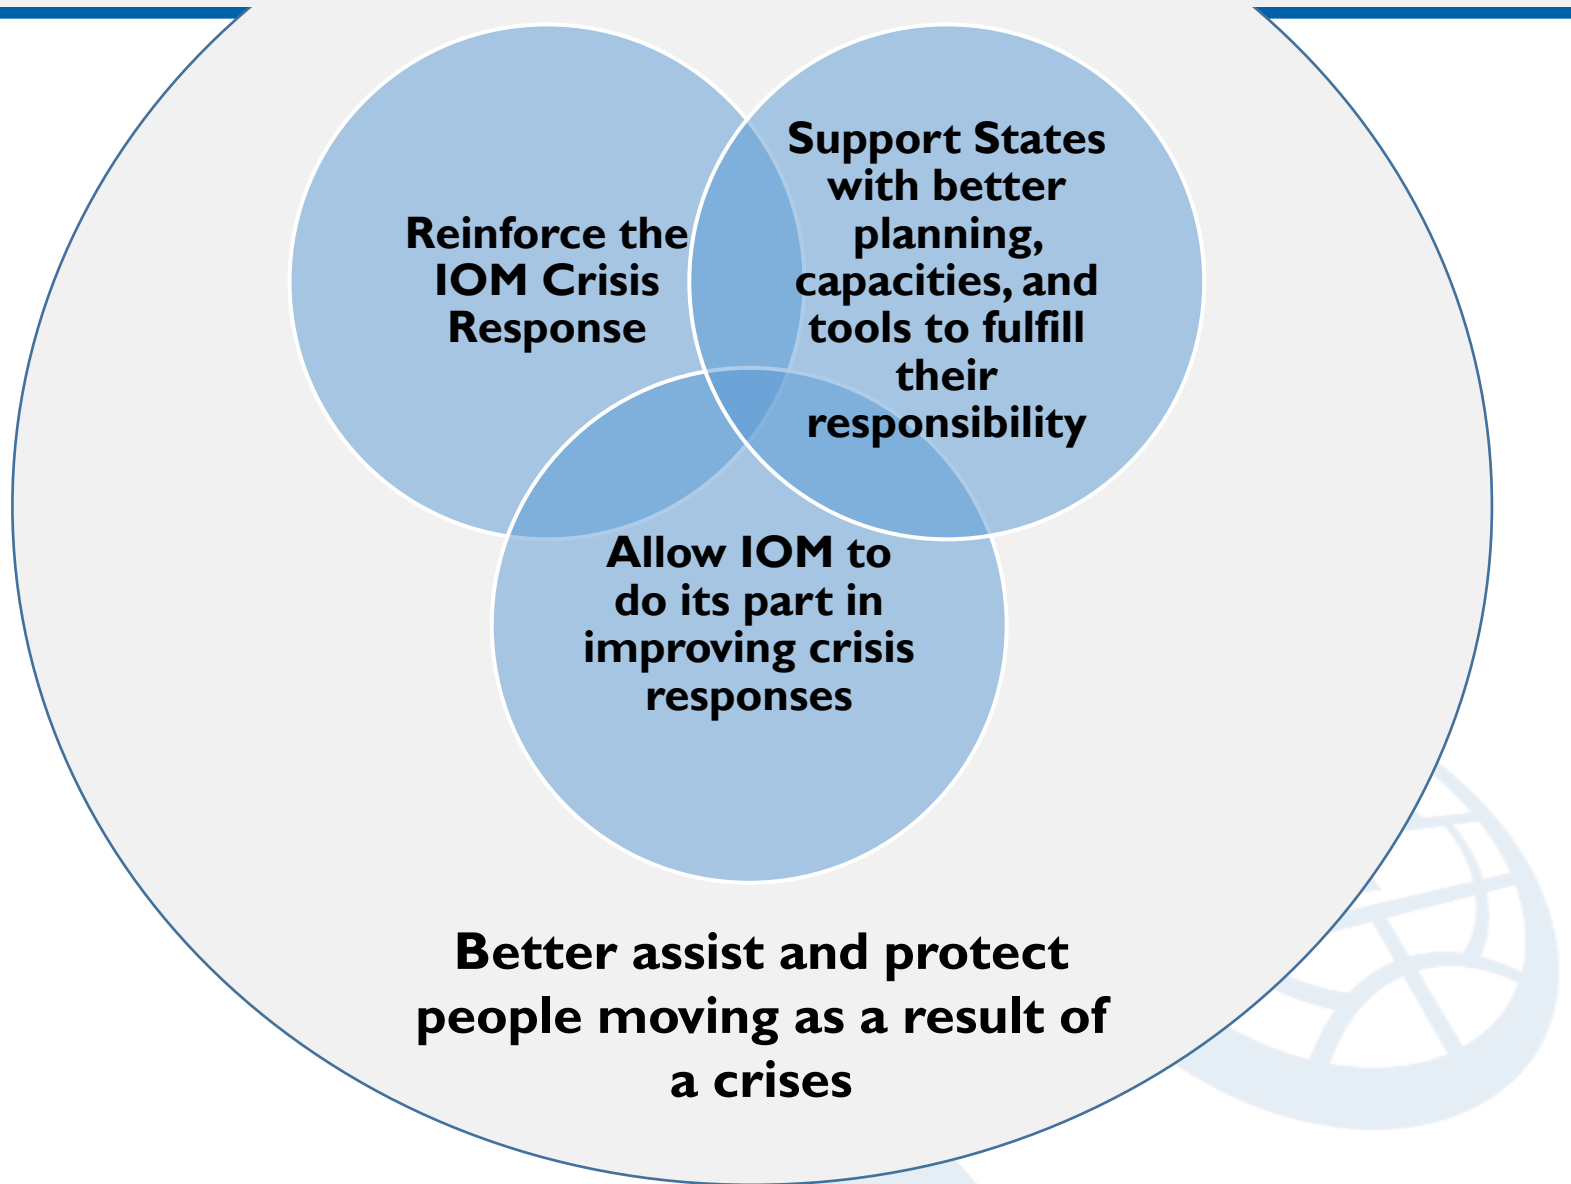 Reinforce the
IOM Crisis
Response
Support States
with better
planning,
capacities, and
tools to fulfill
their
responsibility
Allow IOM to
do its part in
improving crisis
responses
Better assist and protect
people moving as a result of
a crises